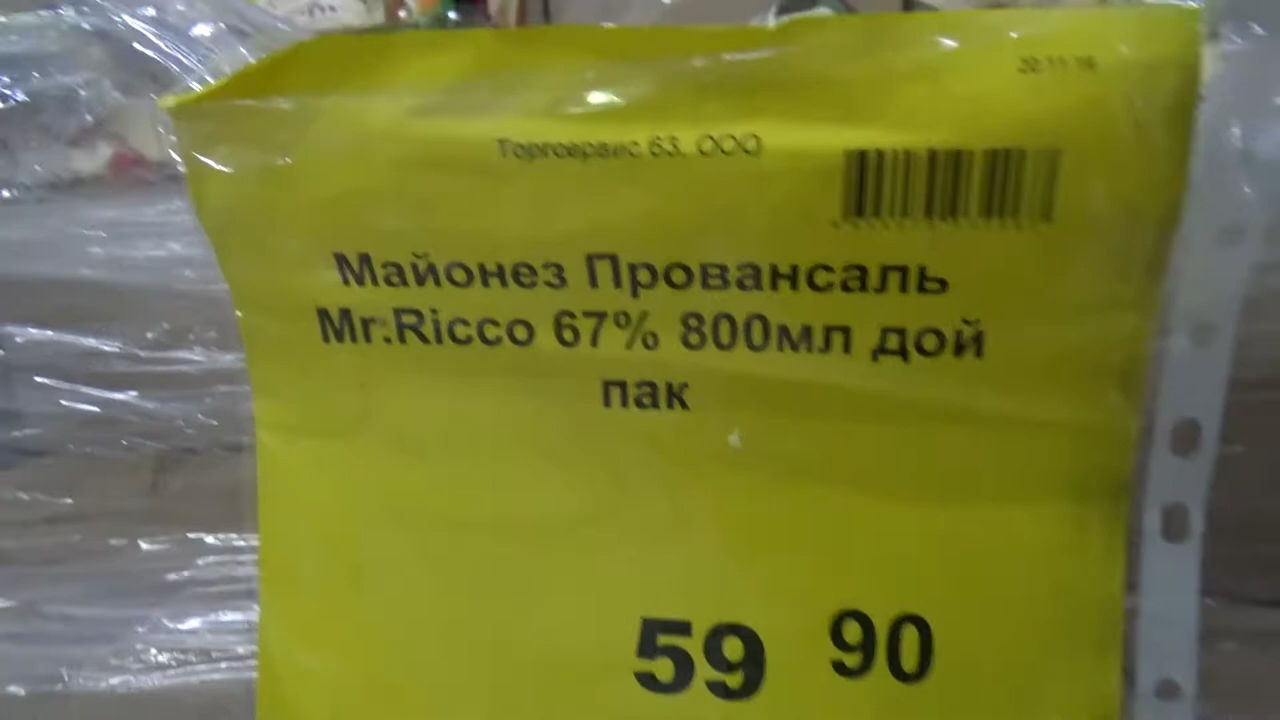 Торгсервис 63, ООО
Майонез Провансаль
Mr.Ricco 67% 800мл дой
пак
59 90